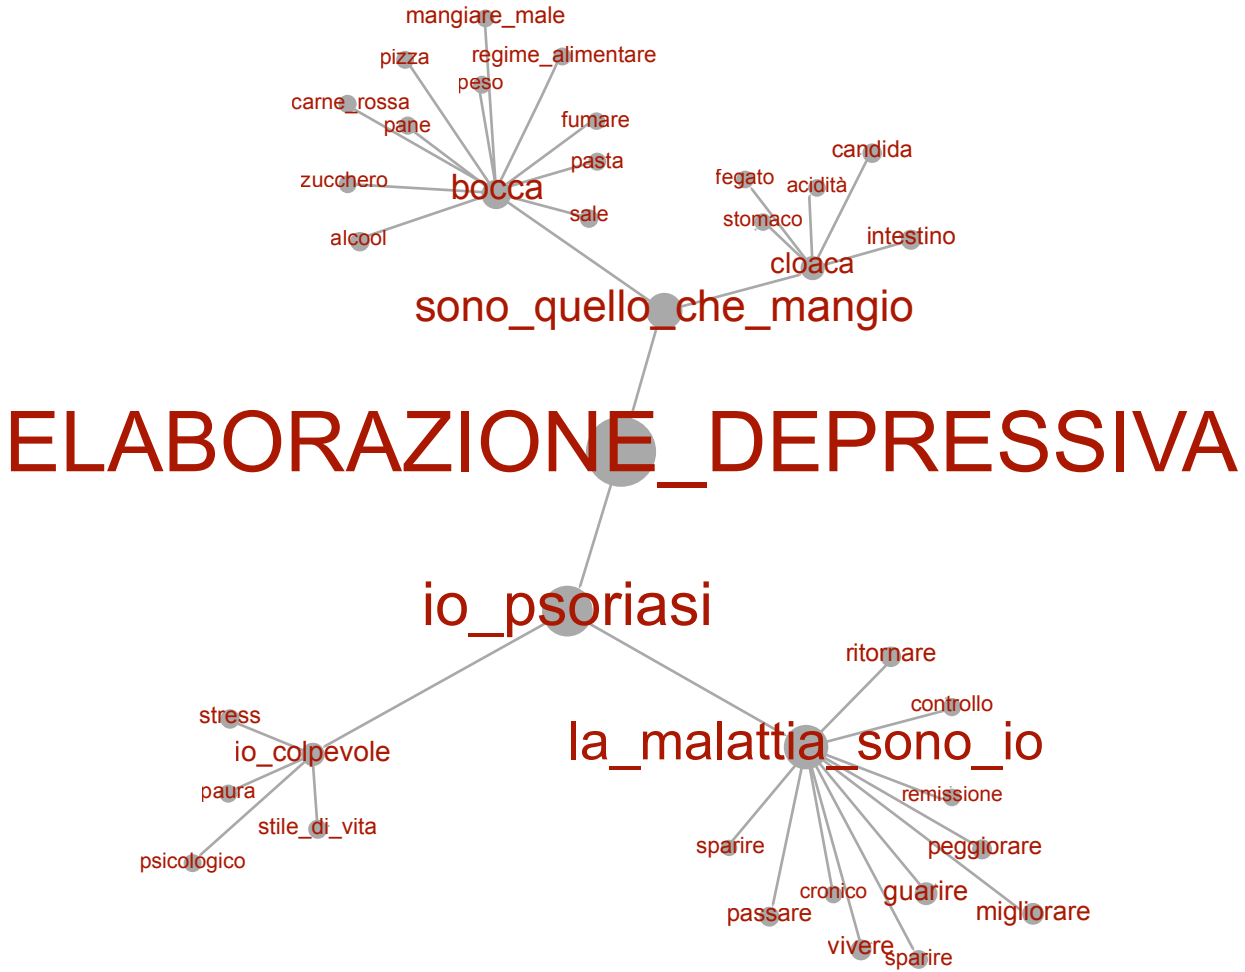 mangiare_male
pizza
regime_alimentare
peso
carne_rossa
pane
fumare
pasta
zucchero
bocca
sale
alcool
candida
fegato
acidità
stomaco
intestino
cloaca
sono_quello_che_mangio
ELABORAZIONE_DEPRESSIVA
io_psoriasi
ritornare
controllo
stress
io_colpevole
la_malattia_sono_io
paura
remissione
stile_di_vita
sparire
peggiorare
psicologico
cronico
guarire
passare
migliorare
vivere
sparire